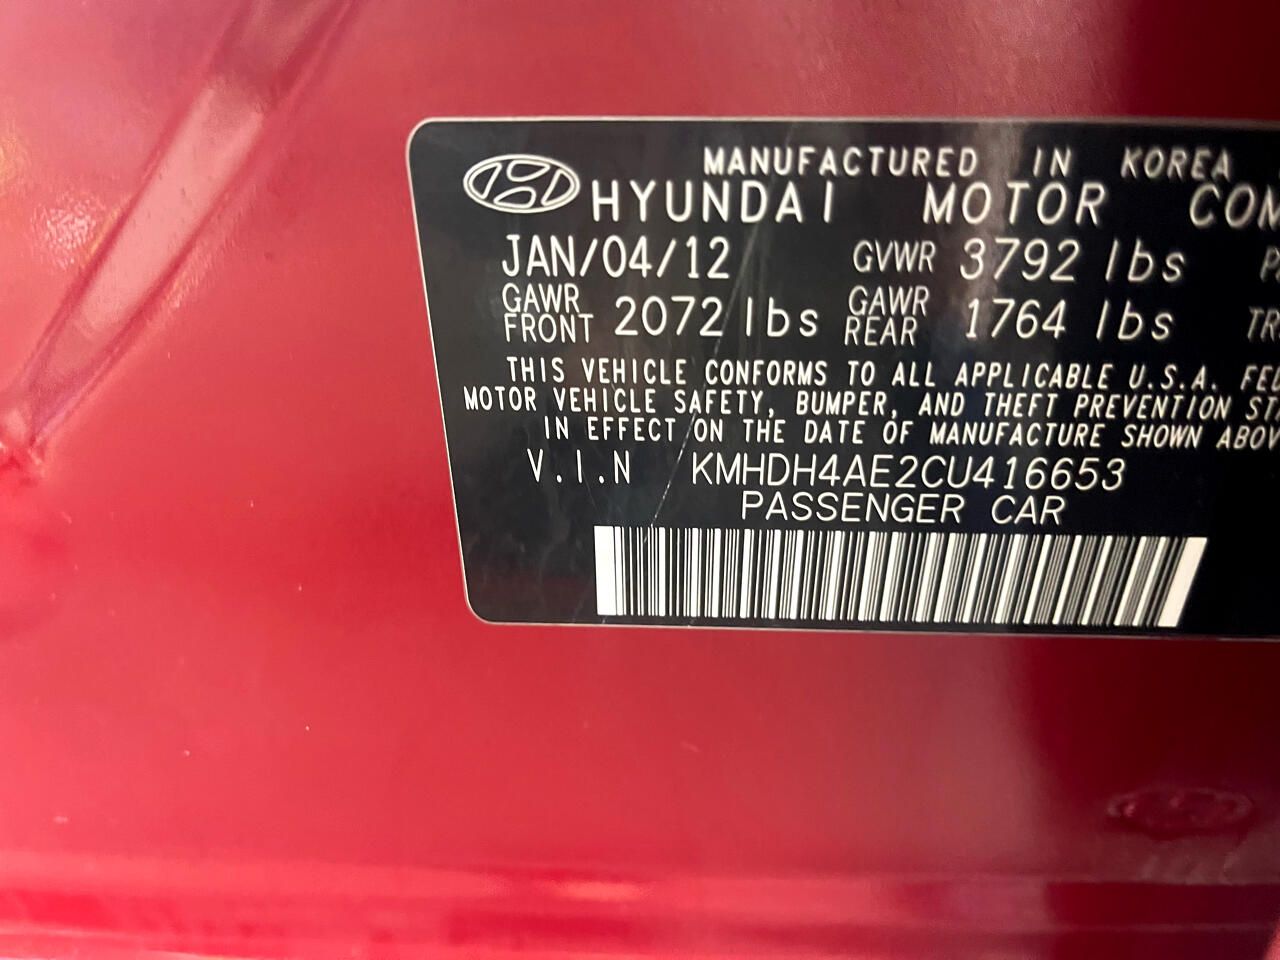 MANUFACTURED IN KOREA
HYUNDAI MOTOR
JAN/04/12 GVWR 3792 lbs
GAWR FRONT 2072 lbs GAWR REAR 1764 lbs
THIS VEHICLE CONFORMS TO ALL APPLICABLE U.S.A.
MOTOR VEHICLE SAFETY, BUMPER, AND THEFT PREVENTION
IN EFFECT ON THE DATE OF MANUFACTURE SHOWN
V.I.N KMHDH4AE2CU416653
PASSENGER CAR